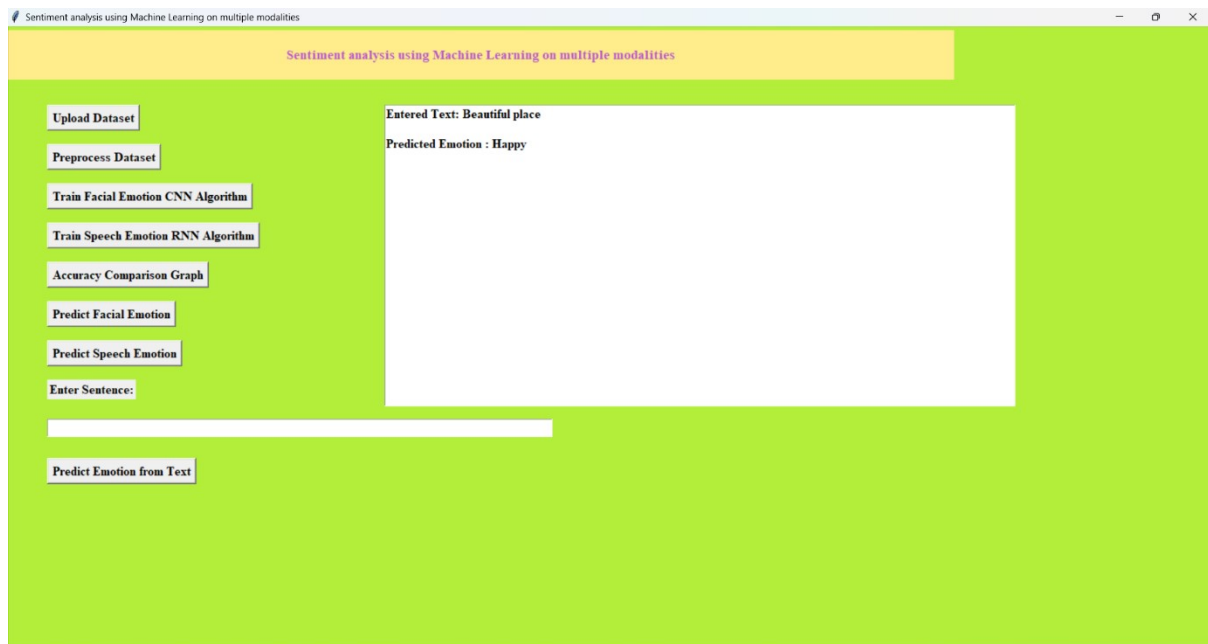 Sentiment analysis using Machine Learning on multiple modalities
Sentiment analysis using Machine Learning on multiple modalities
Upload Dataset
Preprocess Dataset
Train Facial Emotion CNN Algorithm
Train Speech Emotion RNN Algorithm
Accuracy Comparison Graph
Predict Facial Emotion
Predict Speech Emotion
Enter Sentence:
Predict Emotion from Text
Entered Text: Beautiful place
Predicted Emotion : Happy